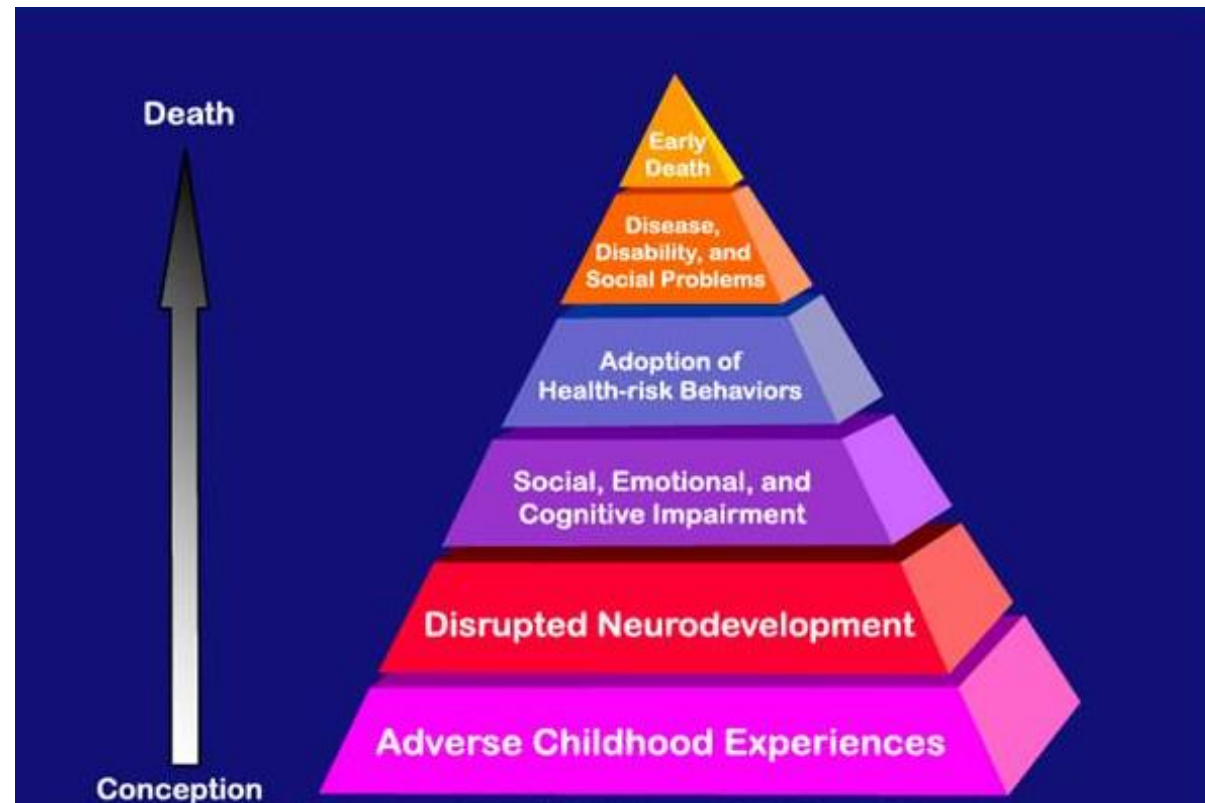 Death
Early
Death
Disease,
Disability, and
Social Problems
Adoption of
Health-risk Behaviors
Social, Emotional, and
Cognitive Impairment
Disrupted Neurodevelopment
Adverse Childhood Experiences
Conception